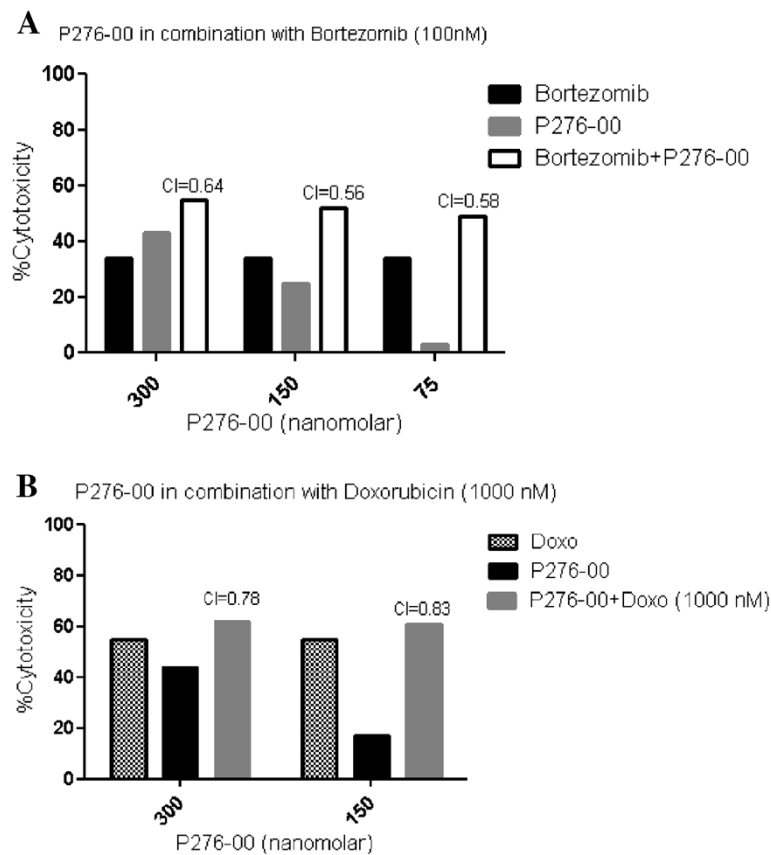 A
P276-00 in combination with Bortezomib (100nM)
100
80
60
40
20
0
%Cytotoxicity
CI=0.64
CI=0.56
CI=0.58
Bortezomib
P276-00
Bortezomib+P276-00
300
150
75
P276-00 (nanomolar)
B
P276-00 in combination with Doxorubicin (1000 nM)
100
80
60
40
20
0
%Cytotoxicity
CI=0.78
CI=0.83
Doxo
P276-00
P276-00+Doxo (1000 nM)
300
150
P276-00 (nanomolar)